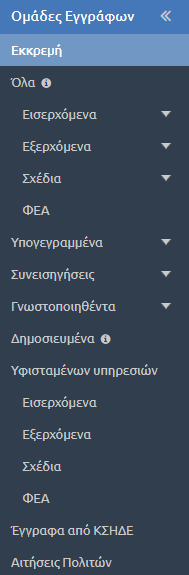 Ομάδες Εγγράφων
Εκκρεμή
Όλα
Εισερχόμενα
Εξερχόμενα
Σχέδια
ΦΕΑ
Υπογεγραμμένα
Συνεισηγήσεις
Γνωστοποιηθέντα
Δημοσιευμένα
Υφισταμένων υπηρεσιών
Εισερχόμενα
Εξερχόμενα
Σχέδια
ΦΕΑ
Έγγραφα από ΚΣΗΔΕ
Αιτήσεις Πολιτών